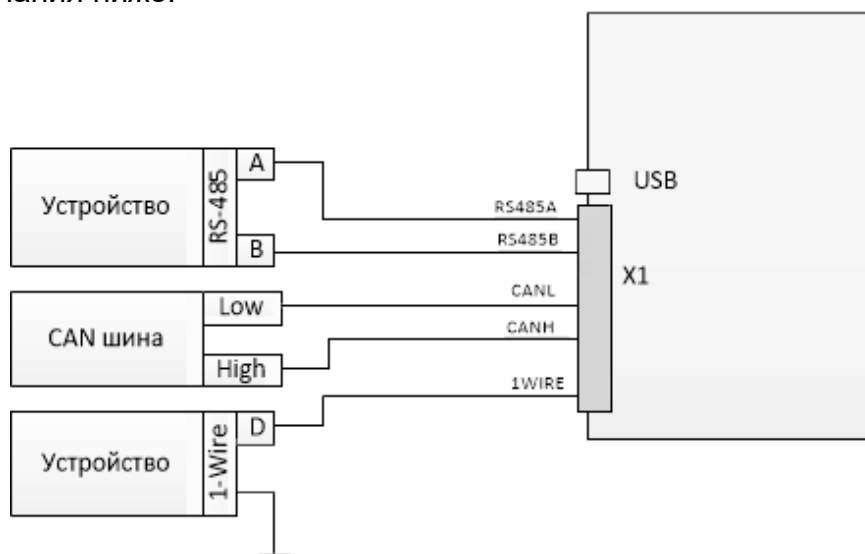 USB
A
RS-485
Устройство
RS485A
B
RS485B
X1
CANL
Low
CAN шина
CANH
High
1WIRE
D
1-Wire
Устройство